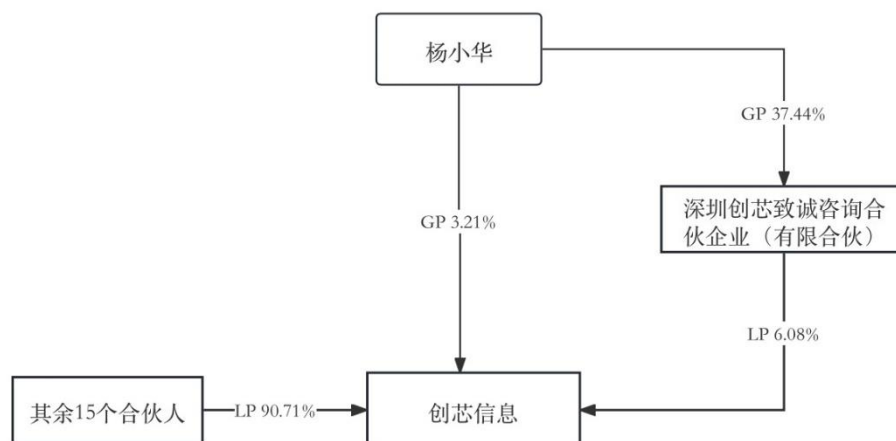 杨小华
GP 37.44%
深圳创芯致诚咨询合
伙企业（有限合伙）
GP 3.21%
LP 6.08%
其余15个合伙人
LP 90.71%
创芯信息